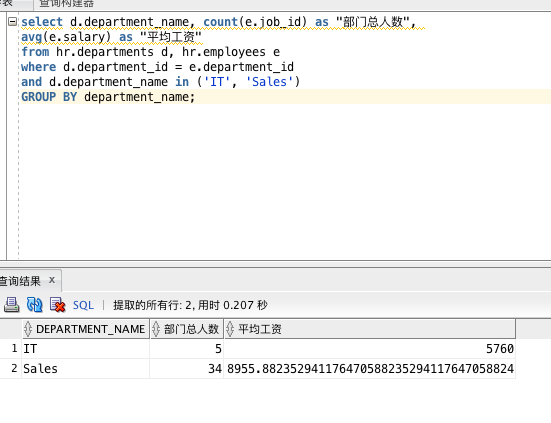 查询构建器
select d.department_name, count(e.job_id) as "部门总人数",
avg(e.salary) as "平均工资"
from hr.departments d, hr.employees e
where d.department_id = e.department_id
and d.department_name in ('IT', 'Sales')
GROUP BY department_name;
查询结果 x
SQL | 提取的所有行: 2, 用时 0.207 秒
DEPARTMENT_NAME 部门总人数 平均工资
1 IT 5 5760
2 Sales 34 8955.88235294117647058823529411764705882​4